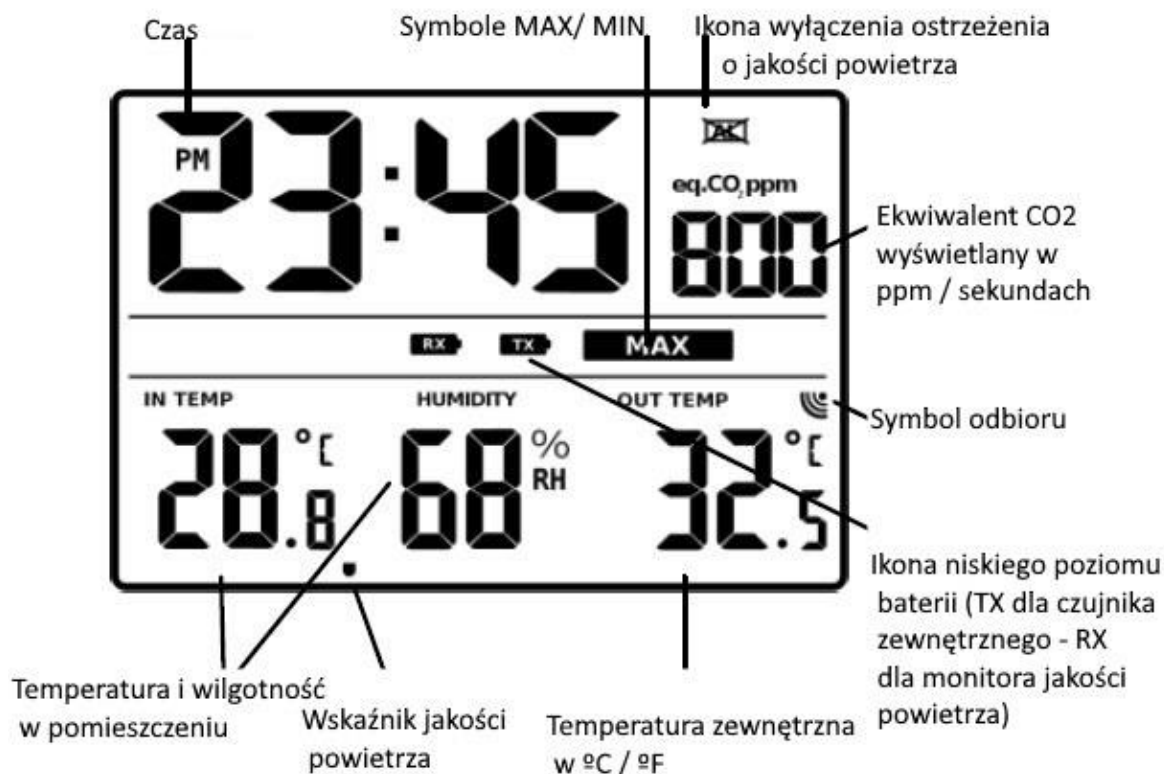 Czas
Symbole MAX/ MIN
Ikona wyłączenia ostrzeżenia
o jakości powietrza
PM
23:45
AL
eq.CO2ppm
800
Ekwiwalent CO2
wyświetlany w
ppm / sekundach
RX
TX
MAX
IN TEMP
HUMIDITY
OUT TEMP
Symbol odbioru
28.8 °C
68 % RH
32.5 °C
Ikona niskiego poziomu
baterii (TX dla czujnika
zewnętrznego - RX
dla monitora jakości
powietrza)
Temperatura i wilgotność
w pomieszczeniu
Wskaźnik jakości
powietrza
Temperatura zewnętrzna
w ºC / ºF